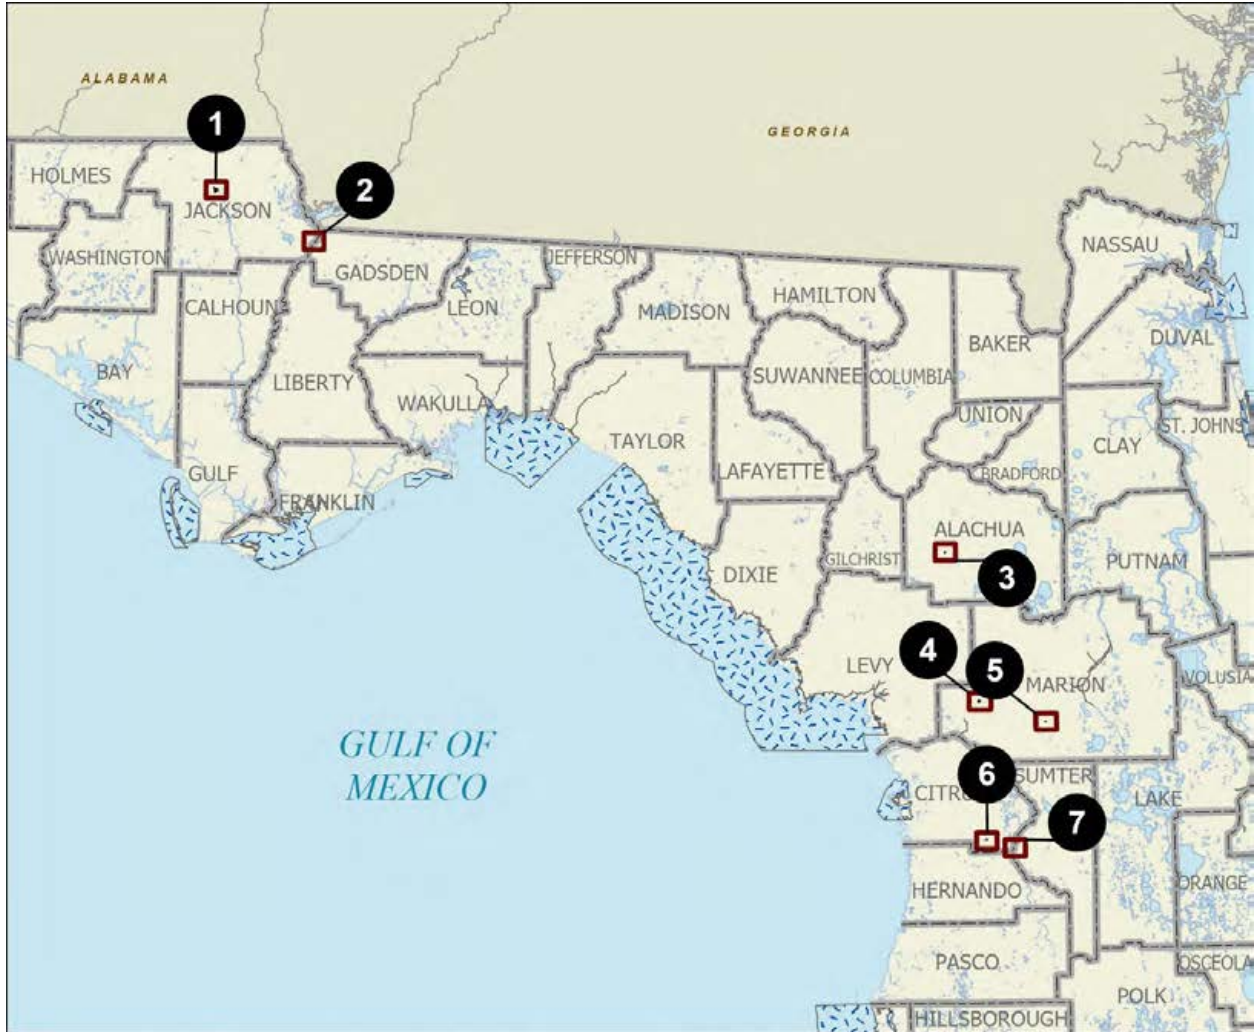 ALABAMA
GEORGIA
1
2
HOLMES
JACKSON
NASSAU
WASHINGTON
GADSDEN
JEFFERSON
LEON
HAMILTON
CALHOUN
MADISON
DUVAL
BAKER
BAY
LIBERTY
SUWANNEE
COLUMBIA
WAKULLA
UNION
ST. JOHNS
TAYLOR
CLAY
GULF
LAFAYETTE
BRADFORD
FRANKLIN
ALACHUA
GILCHRIST
PUTNAM
DIXIE
3
4
5
LEVY
MARION
VOLUSIA
GULF OF
MEXICO
6
SUMTER
CITRUS
LAKE
7
HERNANDO
ORANGE
PASCO
OSCEOLA
POLK
HILLSBOROUGH